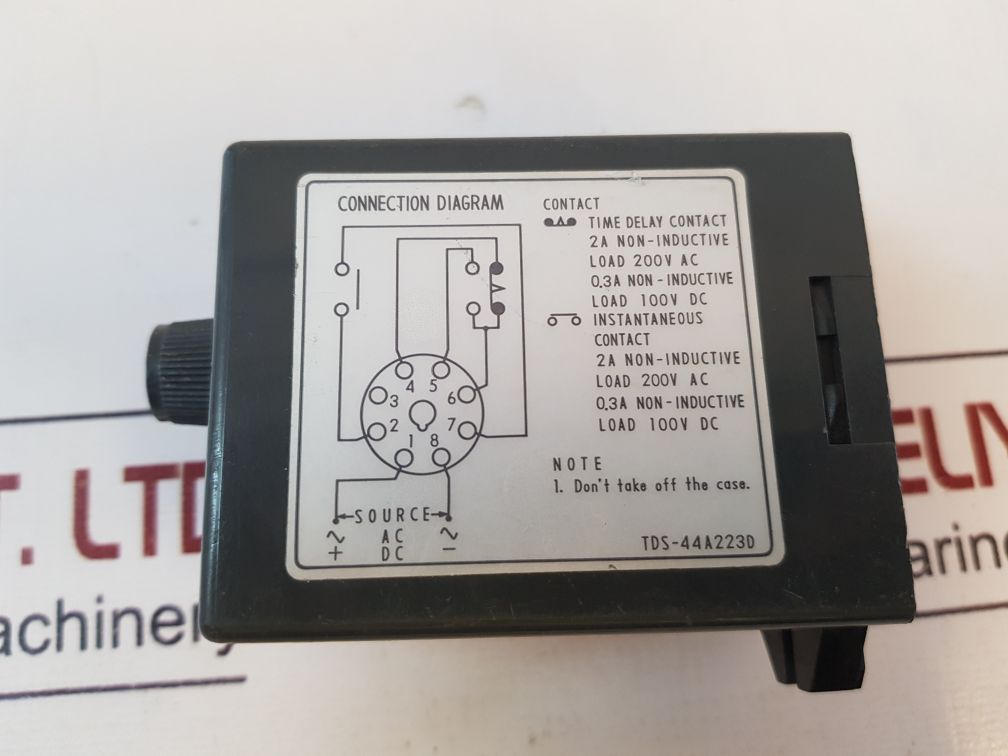 CONNECTION DIAGRAM
4 5
3 6
2 7
1 8
SOURCE
∿ AC ∿
+ DC −
CONTACT
TIME DELAY CONTACT
2A NON-INDUCTIVE
LOAD 200V AC
0.3A NON-INDUCTIVE
LOAD 100V DC
INSTANTANEOUS
CONTACT
2A NON-INDUCTIVE
LOAD 200V AC
0.3A NON-INDUCTIVE
LOAD 100V DC
NOTE
1. Don't take off the case.
TDS-44A223D
T. LTD
achinery
ELN
arine